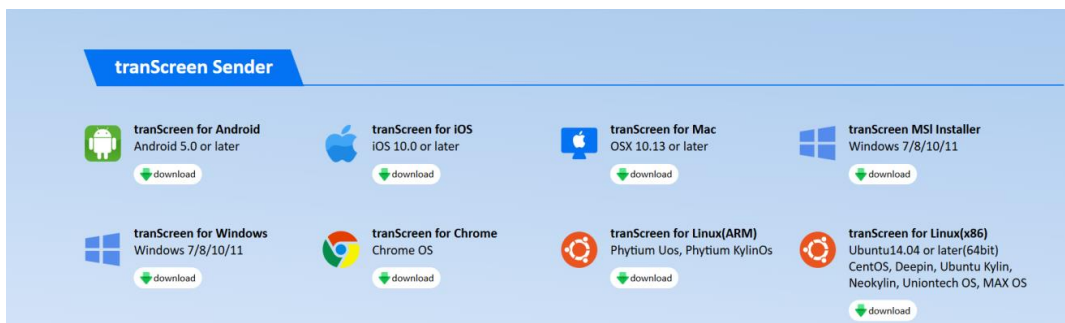 tranScreen Sender
tranScreen for Android
Android 5.0 or later
download
tranScreen for iOS
iOS 10.0 or later
download
tranScreen for Mac
OSX 10.13 or later
download
tranScreen MSl Installer
Windows 7/8/10/11
download
tranScreen for Windows
Windows 7/8/10/11
download
tranScreen for Chrome
Chrome OS
download
tranScreen for Linux(ARM)
Phytium Uos, Phytium KylinOs
download
tranScreen for Linux(x86)
Ubuntu14.04 or later(64bit)
CentOS, Deepin, Ubuntu Kylin,
Neokylin, Uniontech OS, MAX OS
download